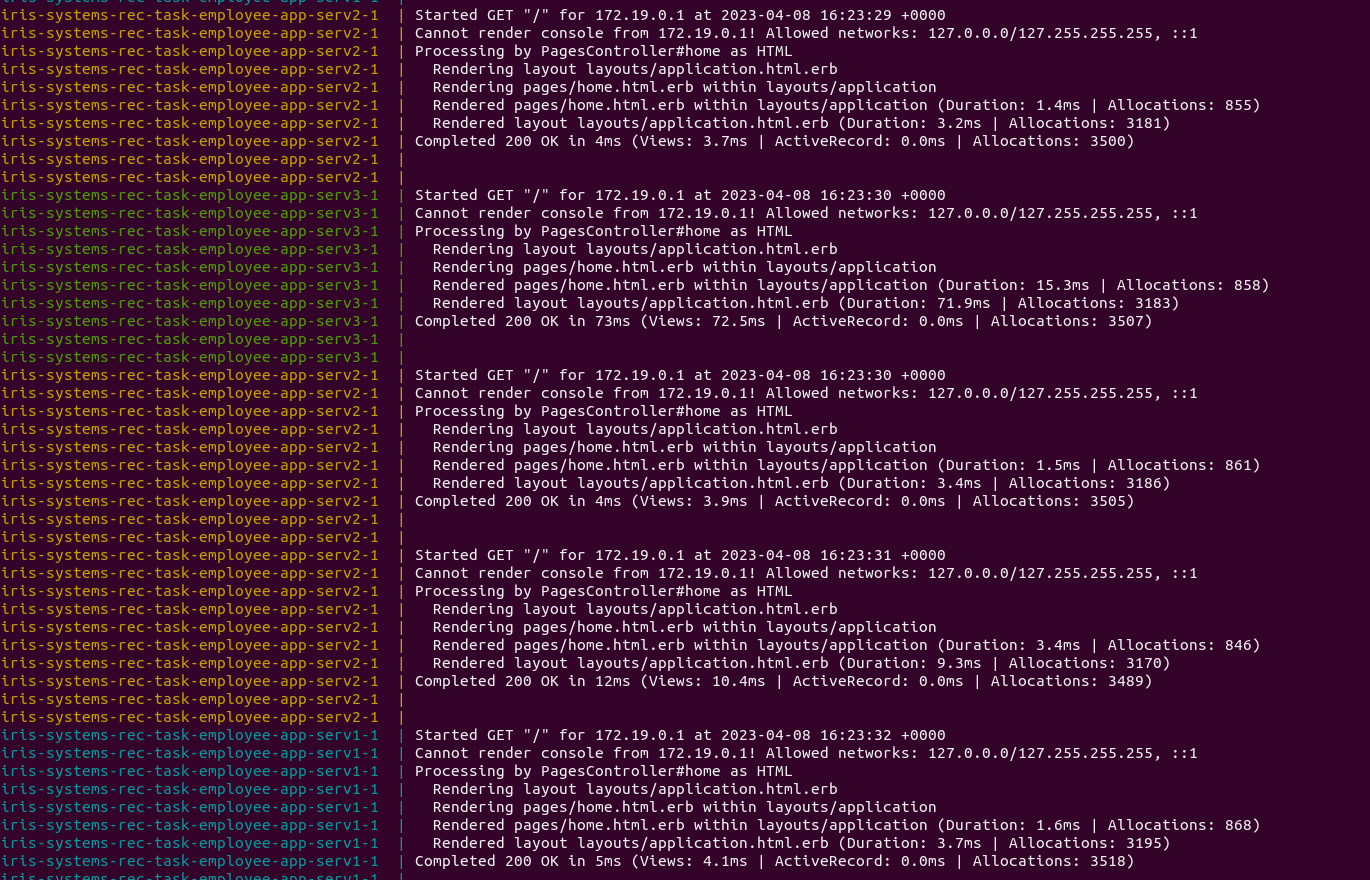 iris-systems-rec-task-employee-app-serv1-1  |
iris-systems-rec-task-employee-app-serv2-1  | Started GET "/" for 172.19.0.1 at 2023-04-08 16:23:29 +0000
iris-systems-rec-task-employee-app-serv2-1  | Cannot render console from 172.19.0.1! Allowed networks: 127.0.0.0/127.255.255.255, ::1
iris-systems-rec-task-employee-app-serv2-1  | Processing by PagesController#home as HTML
iris-systems-rec-task-employee-app-serv2-1  |   Rendering layout layouts/application.html.erb
iris-systems-rec-task-employee-app-serv2-1  |   Rendering pages/home.html.erb within layouts/application
iris-systems-rec-task-employee-app-serv2-1  |   Rendered pages/home.html.erb within layouts/application (Duration: 1.4ms | Allocations: 855)
iris-systems-rec-task-employee-app-serv2-1  |   Rendered layout layouts/application.html.erb (Duration: 3.2ms | Allocations: 3181)
iris-systems-rec-task-employee-app-serv2-1  | Completed 200 OK in 4ms (Views: 3.7ms | ActiveRecord: 0.0ms | Allocations: 3500)
iris-systems-rec-task-employee-app-serv2-1  |
iris-systems-rec-task-employee-app-serv2-1  |
iris-systems-rec-task-employee-app-serv3-1  | Started GET "/" for 172.19.0.1 at 2023-04-08 16:23:30 +0000
iris-systems-rec-task-employee-app-serv3-1  | Cannot render console from 172.19.0.1! Allowed networks: 127.0.0.0/127.255.255.255, ::1
iris-systems-rec-task-employee-app-serv3-1  | Processing by PagesController#home as HTML
iris-systems-rec-task-employee-app-serv3-1  |   Rendering layout layouts/application.html.erb
iris-systems-rec-task-employee-app-serv3-1  |   Rendering pages/home.html.erb within layouts/application
iris-systems-rec-task-employee-app-serv3-1  |   Rendered pages/home.html.erb within layouts/application (Duration: 15.3ms | Allocations: 858)
iris-systems-rec-task-employee-app-serv3-1  |   Rendered layout layouts/application.html.erb (Duration: 71.9ms | Allocations: 3183)
iris-systems-rec-task-employee-app-serv3-1  | Completed 200 OK in 73ms (Views: 72.5ms | ActiveRecord: 0.0ms | Allocations: 3507)
iris-systems-rec-task-employee-app-serv3-1  |
iris-systems-rec-task-employee-app-serv3-1  |
iris-systems-rec-task-employee-app-serv2-1  | Started GET "/" for 172.19.0.1 at 2023-04-08 16:23:30 +0000
iris-systems-rec-task-employee-app-serv2-1  | Cannot render console from 172.19.0.1! Allowed networks: 127.0.0.0/127.255.255.255, ::1
iris-systems-rec-task-employee-app-serv2-1  | Processing by PagesController#home as HTML
iris-systems-rec-task-employee-app-serv2-1  |   Rendering layout layouts/application.html.erb
iris-systems-rec-task-employee-app-serv2-1  |   Rendering pages/home.html.erb within layouts/application
iris-systems-rec-task-employee-app-serv2-1  |   Rendered pages/home.html.erb within layouts/application (Duration: 1.5ms | Allocations: 861)
iris-systems-rec-task-employee-app-serv2-1  |   Rendered layout layouts/application.html.erb (Duration: 3.4ms | Allocations: 3186)
iris-systems-rec-task-employee-app-serv2-1  | Completed 200 OK in 4ms (Views: 3.9ms | ActiveRecord: 0.0ms | Allocations: 3505)
iris-systems-rec-task-employee-app-serv2-1  |
iris-systems-rec-task-employee-app-serv2-1  |
iris-systems-rec-task-employee-app-serv2-1  | Started GET "/" for 172.19.0.1 at 2023-04-08 16:23:31 +0000
iris-systems-rec-task-employee-app-serv2-1  | Cannot render console from 172.19.0.1! Allowed networks: 127.0.0.0/127.255.255.255, ::1
iris-systems-rec-task-employee-app-serv2-1  | Processing by PagesController#home as HTML
iris-systems-rec-task-employee-app-serv2-1  |   Rendering layout layouts/application.html.erb
iris-systems-rec-task-employee-app-serv2-1  |   Rendering pages/home.html.erb within layouts/application
iris-systems-rec-task-employee-app-serv2-1  |   Rendered pages/home.html.erb within layouts/application (Duration: 3.4ms | Allocations: 846)
iris-systems-rec-task-employee-app-serv2-1  |   Rendered layout layouts/application.html.erb (Duration: 9.3ms | Allocations: 3170)
iris-systems-rec-task-employee-app-serv2-1  | Completed 200 OK in 12ms (Views: 10.4ms | ActiveRecord: 0.0ms | Allocations: 3489)
iris-systems-rec-task-employee-app-serv2-1  |
iris-systems-rec-task-employee-app-serv2-1  |
iris-systems-rec-task-employee-app-serv1-1  | Started GET "/" for 172.19.0.1 at 2023-04-08 16:23:32 +0000
iris-systems-rec-task-employee-app-serv1-1  | Cannot render console from 172.19.0.1! Allowed networks: 127.0.0.0/127.255.255.255, ::1
iris-systems-rec-task-employee-app-serv1-1  | Processing by PagesController#home as HTML
iris-systems-rec-task-employee-app-serv1-1  |   Rendering layout layouts/application.html.erb
iris-systems-rec-task-employee-app-serv1-1  |   Rendering pages/home.html.erb within layouts/application
iris-systems-rec-task-employee-app-serv1-1  |   Rendered pages/home.html.erb within layouts/application (Duration: 1.6ms | Allocations: 868)
iris-systems-rec-task-employee-app-serv1-1  |   Rendered layout layouts/application.html.erb (Duration: 3.7ms | Allocations: 3195)
iris-systems-rec-task-employee-app-serv1-1  | Completed 200 OK in 5ms (Views: 4.1ms | ActiveRecord: 0.0ms | Allocations: 3518)
iris-systems-rec-task-employee-app-serv1-1  |